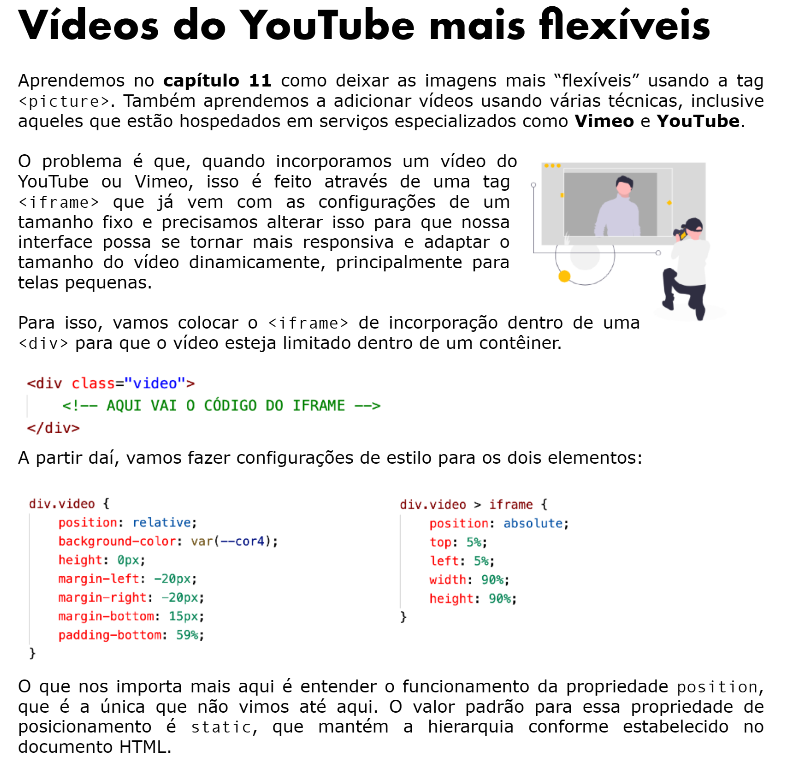 Vídeos do YouTube mais flexíveis
Aprendemos no capítulo 11 como deixar as imagens mais “flexíveis” usando a tag
<picture>. Também aprendemos a adicionar vídeos usando várias técnicas, inclusive
aqueles que estão hospedados em serviços especializados como Vimeo e YouTube.
O problema é que, quando incorporamos um vídeo do
YouTube ou Vimeo, isso é feito através de uma tag
<iframe> que já vem com as configurações de um
tamanho fixo e precisamos alterar isso para que nossa
interface possa se tornar mais responsiva e adaptar o
tamanho do vídeo dinamicamente, principalmente para
telas pequenas.
Para isso, vamos colocar o <iframe> de incorporação dentro de uma
<div> para que o vídeo esteja limitado dentro de um contêiner.
<div class="video">
<!-- AQUI VAI O CÓDIGO DO IFRAME -->
</div>
A partir daí, vamos fazer configurações de estilo para os dois elementos:
div.video {
position: relative;
background-color: var(--cor4);
height: 0px;
margin-left: -20px;
margin-right: -20px;
margin-bottom: 15px;
padding-bottom: 59%;
}
div.video > iframe {
position: absolute;
top: 5%;
left: 5%;
width: 90%;
height: 90%;
}
O que nos importa mais aqui é entender o funcionamento da propriedade position,
que é a única que não vimos até aqui. O valor padrão para essa propriedade de
posicionamento é static, que mantém a hierarquia conforme estabelecido no
documento HTML.